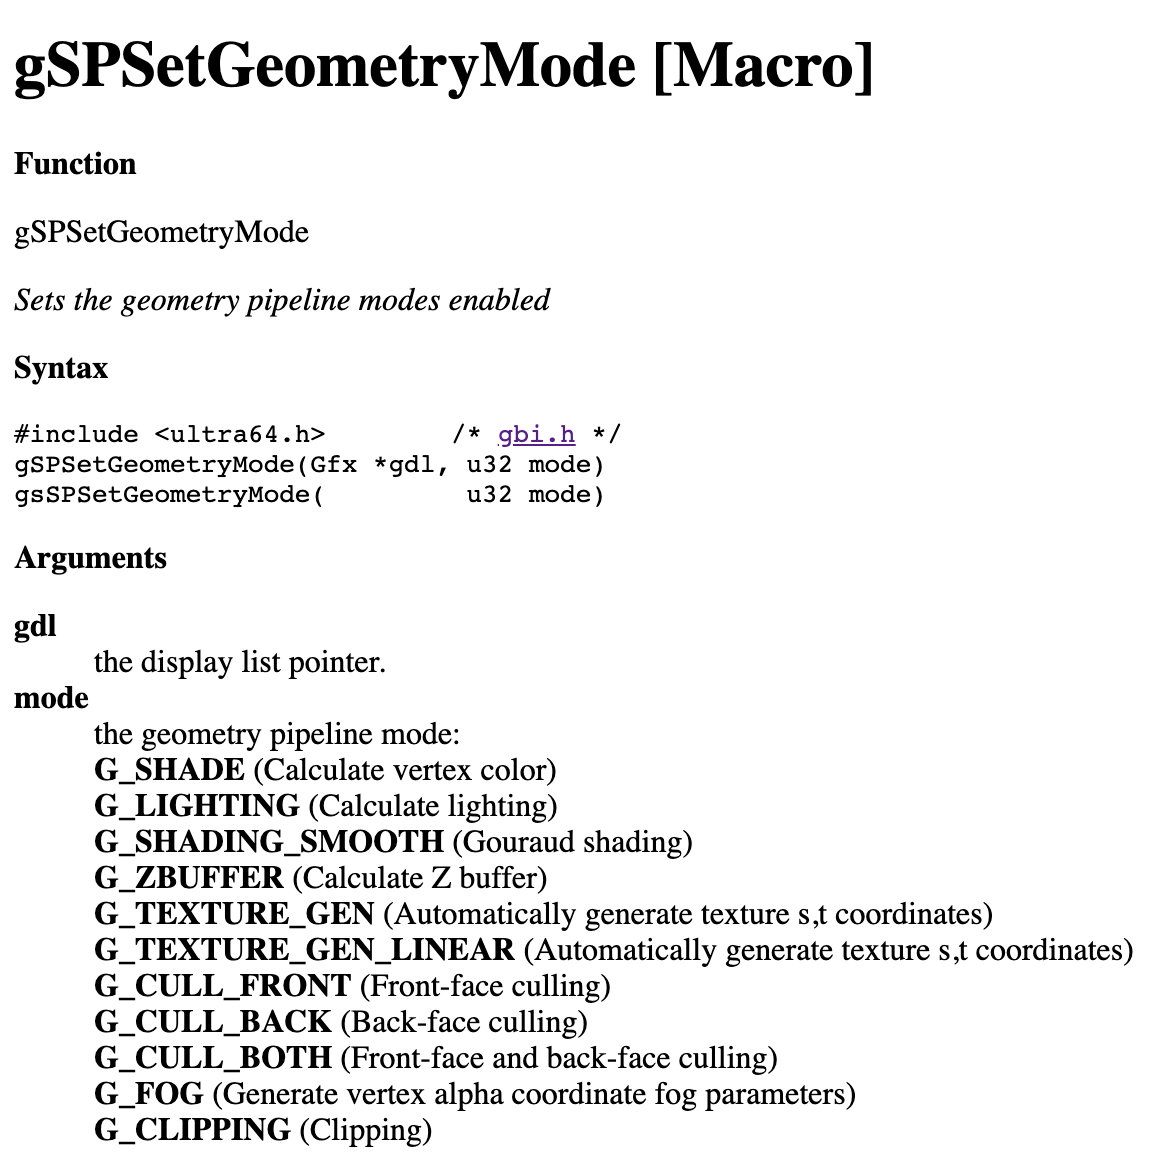 gSPSetGeometryMode [Macro]
Function
gSPSetGeometryMode
Sets the geometry pipeline modes enabled
Syntax
#include <ultra64.h>        /* gbi.h */
gSPSetGeometryMode(Gfx *gdl, u32 mode)
gsSPSetGeometryMode(         u32 mode)
Arguments
gdl
the display list pointer.
mode
the geometry pipeline mode:
G_SHADE (Calculate vertex color)
G_LIGHTING (Calculate lighting)
G_SHADING_SMOOTH (Gouraud shading)
G_ZBUFFER (Calculate Z buffer)
G_TEXTURE_GEN (Automatically generate texture s,t coordinates)
G_TEXTURE_GEN_LINEAR (Automatically generate texture s,t coordinates)
G_CULL_FRONT (Front-face culling)
G_CULL_BACK (Back-face culling)
G_CULL_BOTH (Front-face and back-face culling)
G_FOG (Generate vertex alpha coordinate fog parameters)
G_CLIPPING (Clipping)